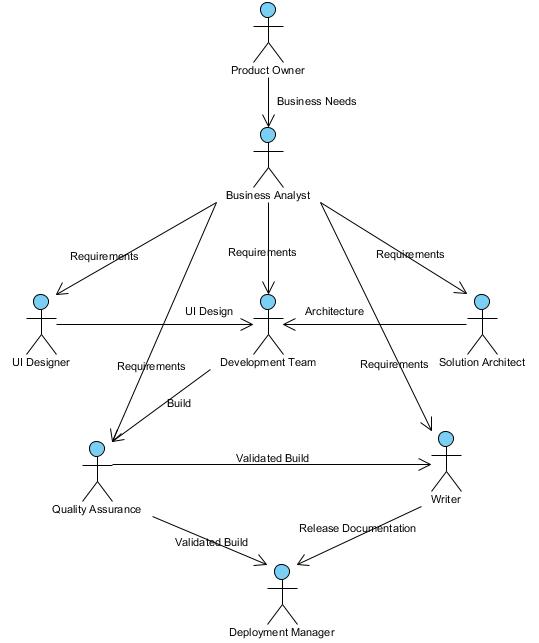 Product Owner
Business Needs
Business Analyst
Requirements
Requirements
Requirements
UI Design
Architecture
UI Designer
Development Team
Solution Architect
Requirements
Requirements
Build
Validated Build
Quality Assurance
Writer
Validated Build
Release Documentation
Deployment Manager